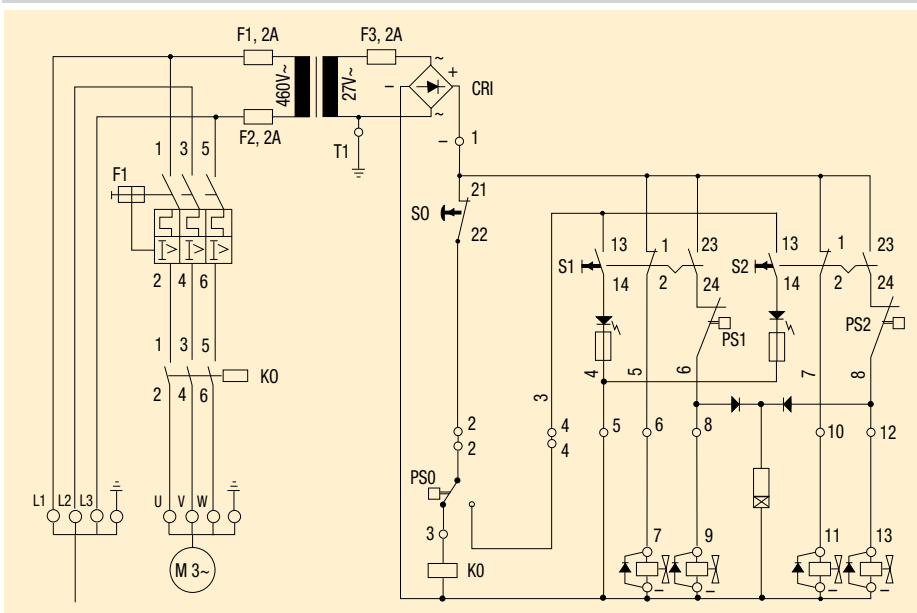 F1, 2A
F3, 2A
460V~
27V~
~
+
–
CRI
~
F2, 2A
T1
– 1
1 3 5
F1
21
S0
22
13 1 23 13 1 23
S1 S2
14 2 24 14 2 24
2 4 6
PS1 PS2
1 3 5
K0
2 4 6
4 5 6 7 8
3
2 4 5 6 8 10 12
2 4
PS0
L1 L2 L3 U V W
3
7 9 11 13
M 3~
K0
– – – –